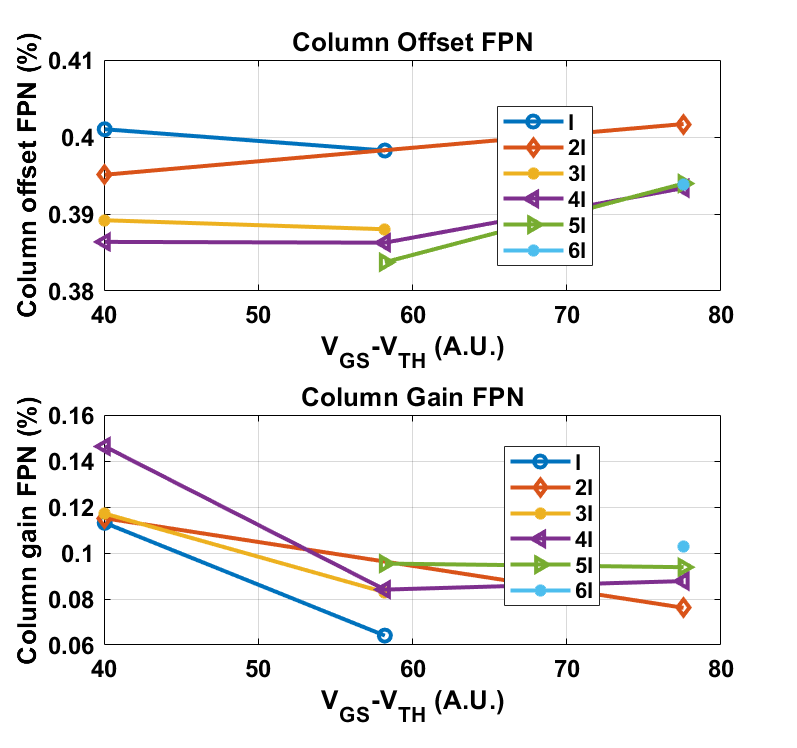 Column Offset FPN
Column offset FPN (%)
0.41
0.4
0.39
0.38
40
50
60
70
80
I
2I
3I
4I
5I
6I
VGS-VTH (A.U.)
Column Gain FPN
Column gain FPN (%)
0.16
0.14
0.12
0.1
0.08
0.06
40
50
60
70
80
I
2I
3I
4I
5I
6I
VGS-VTH (A.U.)